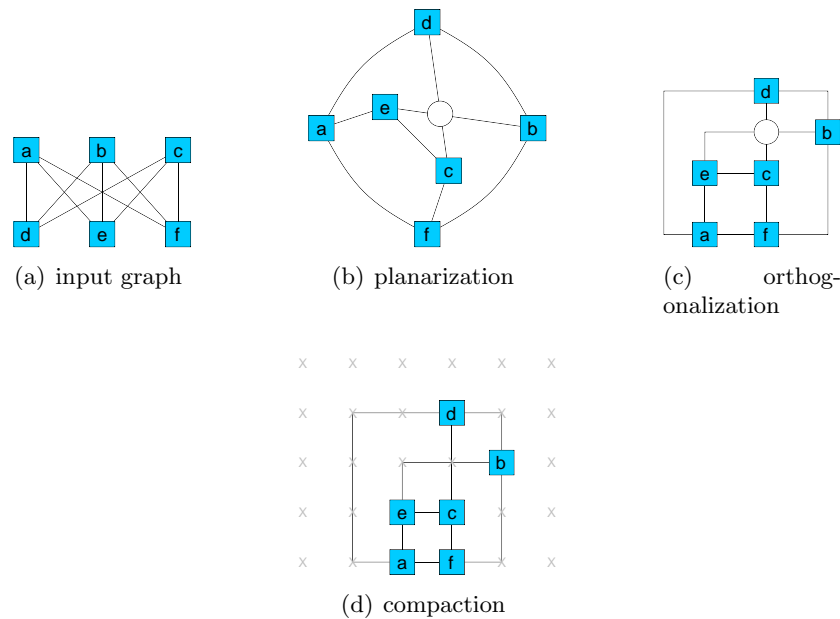 d
e
a
b
c
f
a b c
d e f
d
b
e c
a f
(a) input graph
(b) planarization
(c) orthog-
onalization
x x x x x x
x x x d x x
x x x x b x
x x e c x x
x x a f x x
(d) compaction